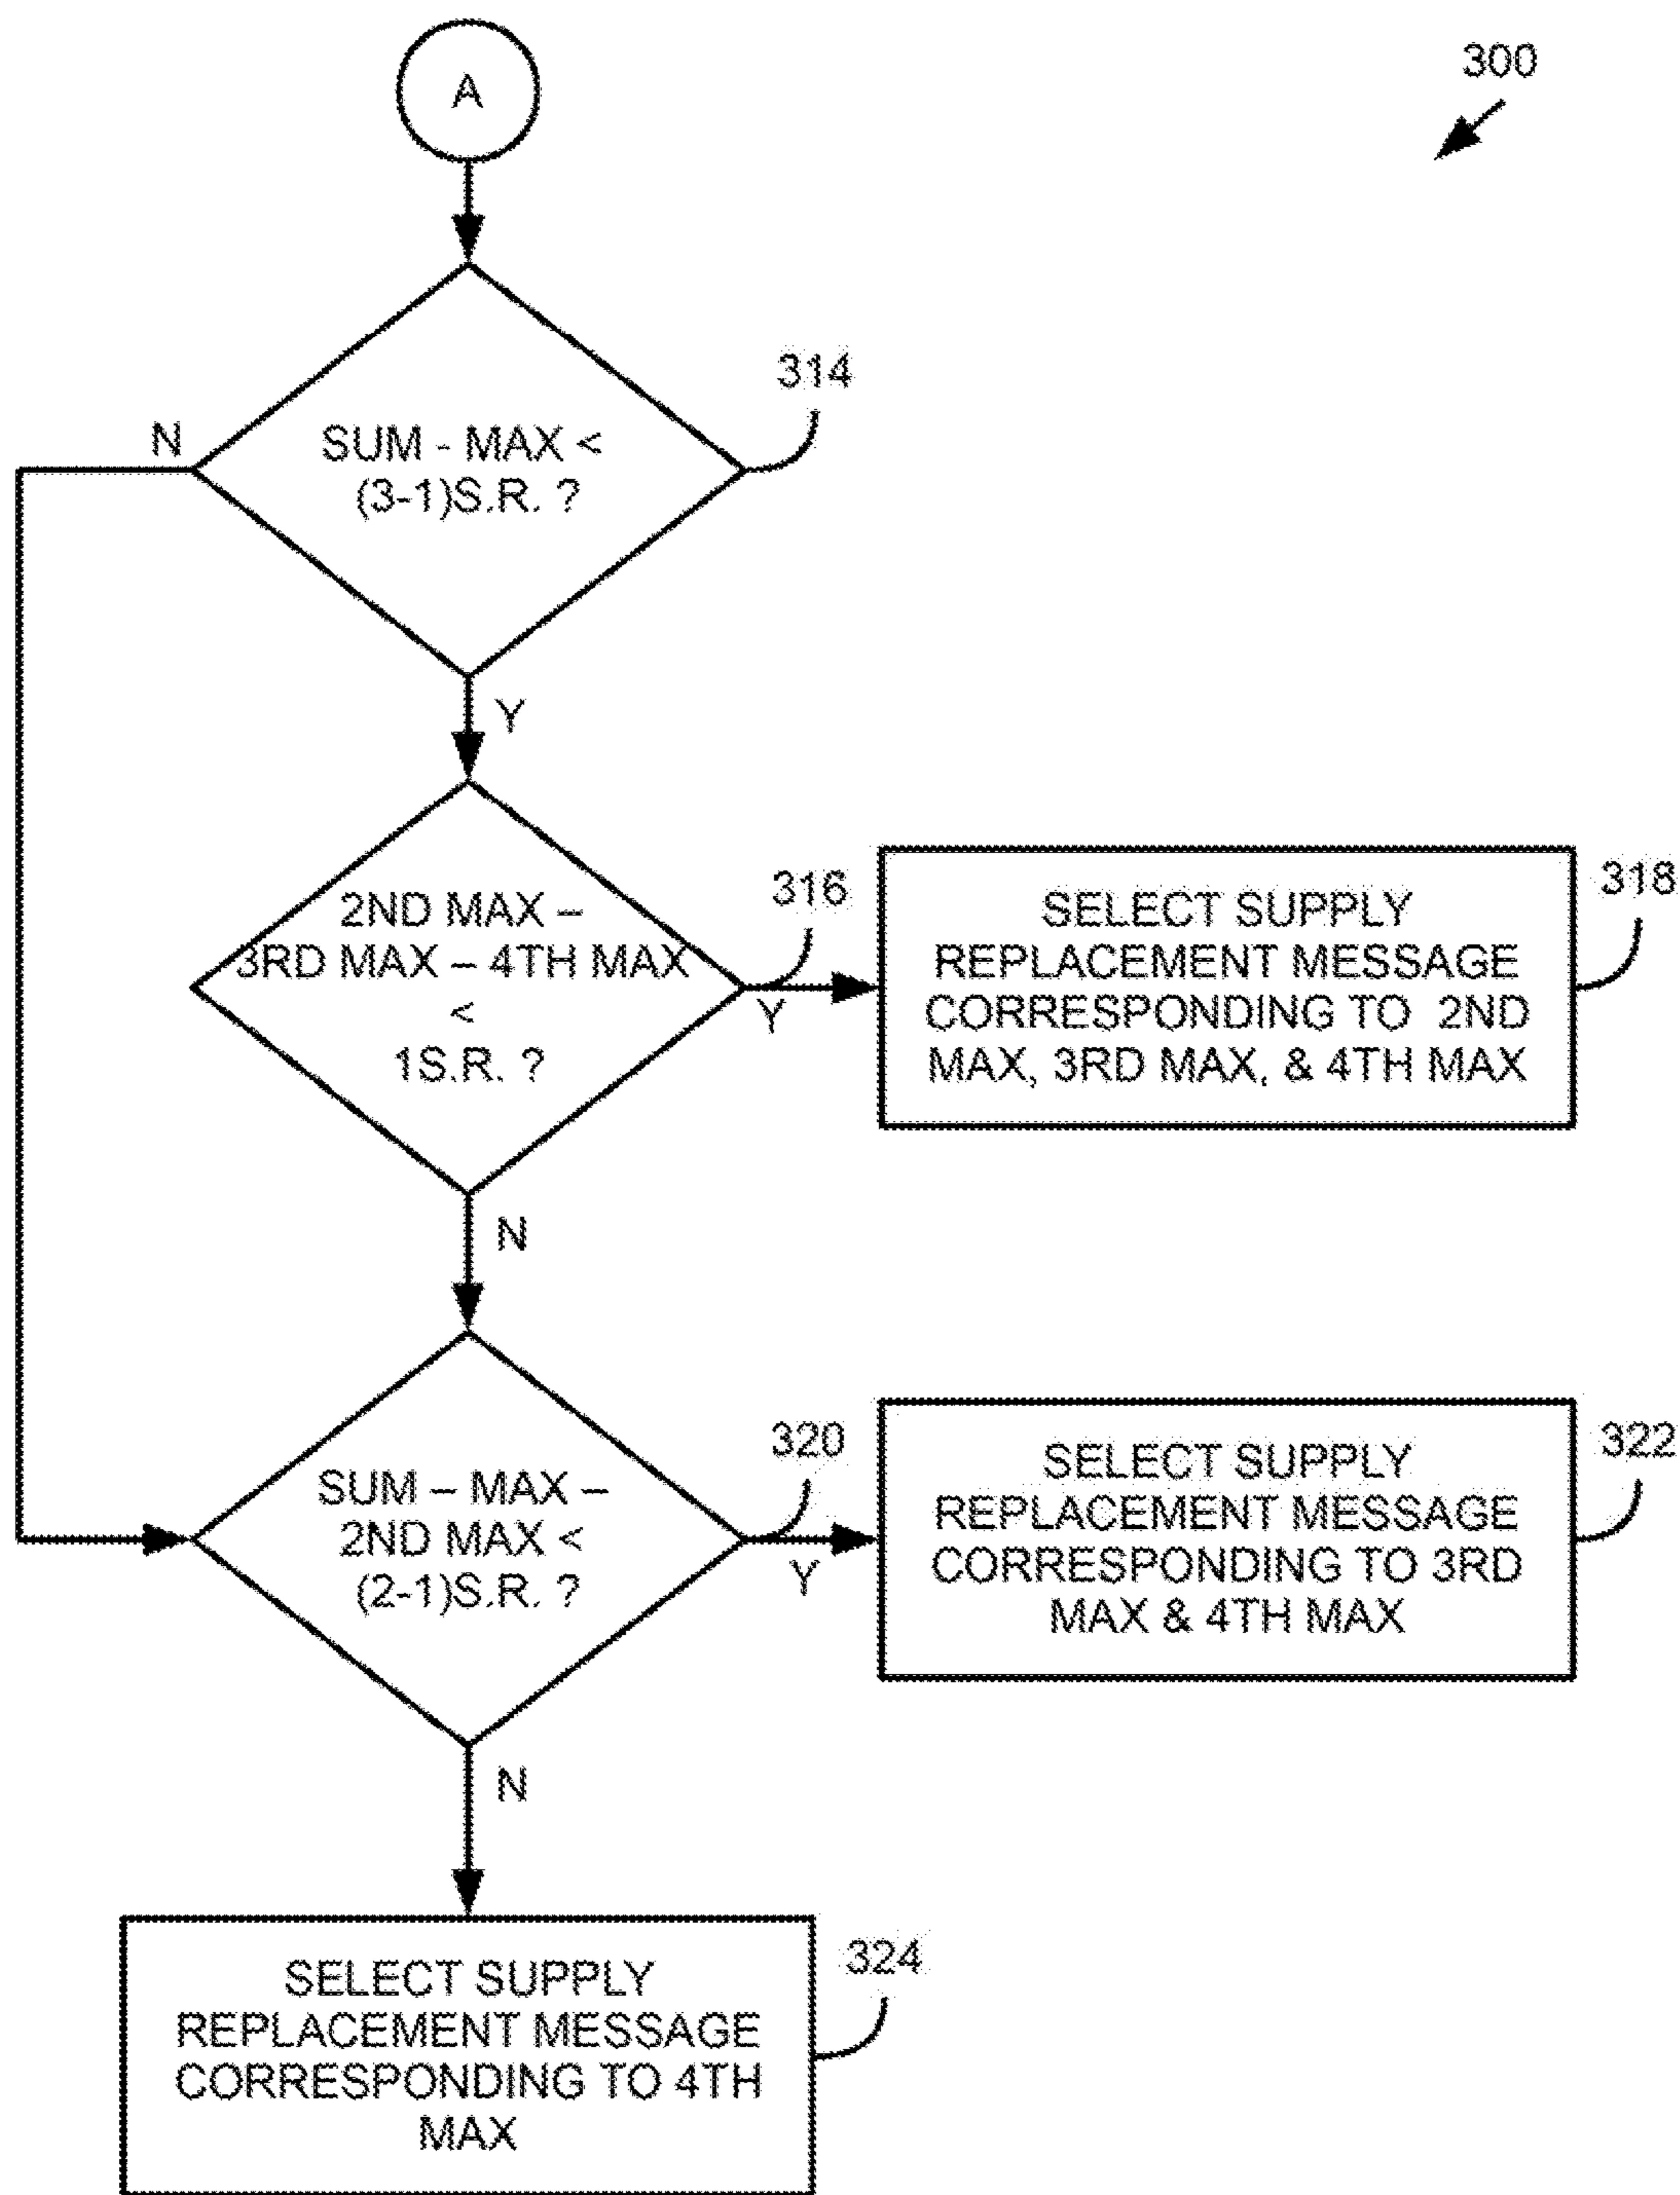 A
300
314
N
SUM - MAX <
(3-1)S.R. ?
Y
2ND MAX –
3RD MAX – 4TH MAX
<
1S.R. ?
316
Y
SELECT SUPPLY
REPLACEMENT MESSAGE
CORRESPONDING TO 2ND
MAX, 3RD MAX, & 4TH MAX
318
N
SUM – MAX –
2ND MAX <
(2-1)S.R. ?
320
Y
SELECT SUPPLY
REPLACEMENT MESSAGE
CORRESPONDING TO 3RD
MAX & 4TH MAX
322
N
SELECT SUPPLY
REPLACEMENT MESSAGE
CORRESPONDING TO 4TH
MAX
324